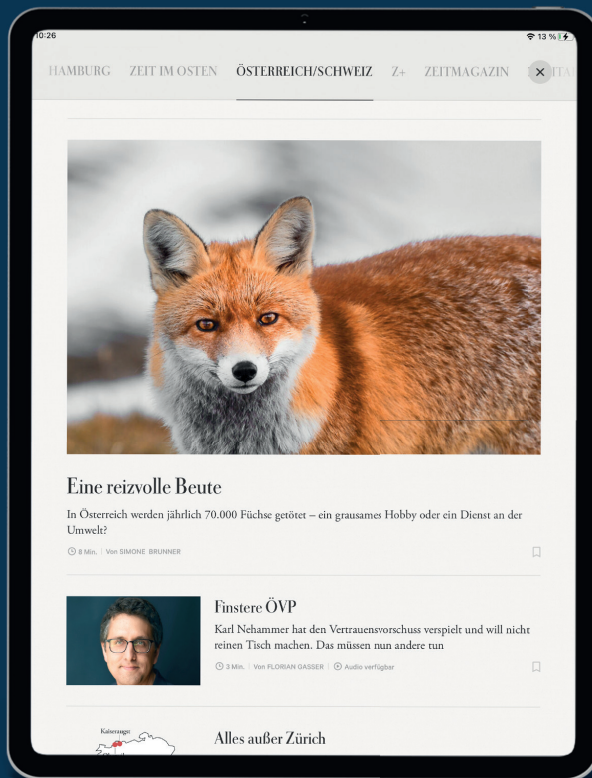 10:26
13 %
HAMBURG ZEIT IM OSTEN ÖSTERREICH/SCHWEIZ Z+ ZEITMAGAZIN
Eine reizvolle Beute
In Österreich werden jährlich 70.000 Füchse getötet – ein grausames Hobby oder ein Dienst an der
Umwelt?
8 Min. | Von SIMONE BRUNNER
Finstere ÖVP
Karl Nehammer hat den Vertrauensvorschuss verspielt und will nicht
reinen Tisch machen. Das müssen nun andere tun
3 Min. | Von FLORIAN GASSER | Audio verfügbar
Kaiseraugst
Alles außer Zürich